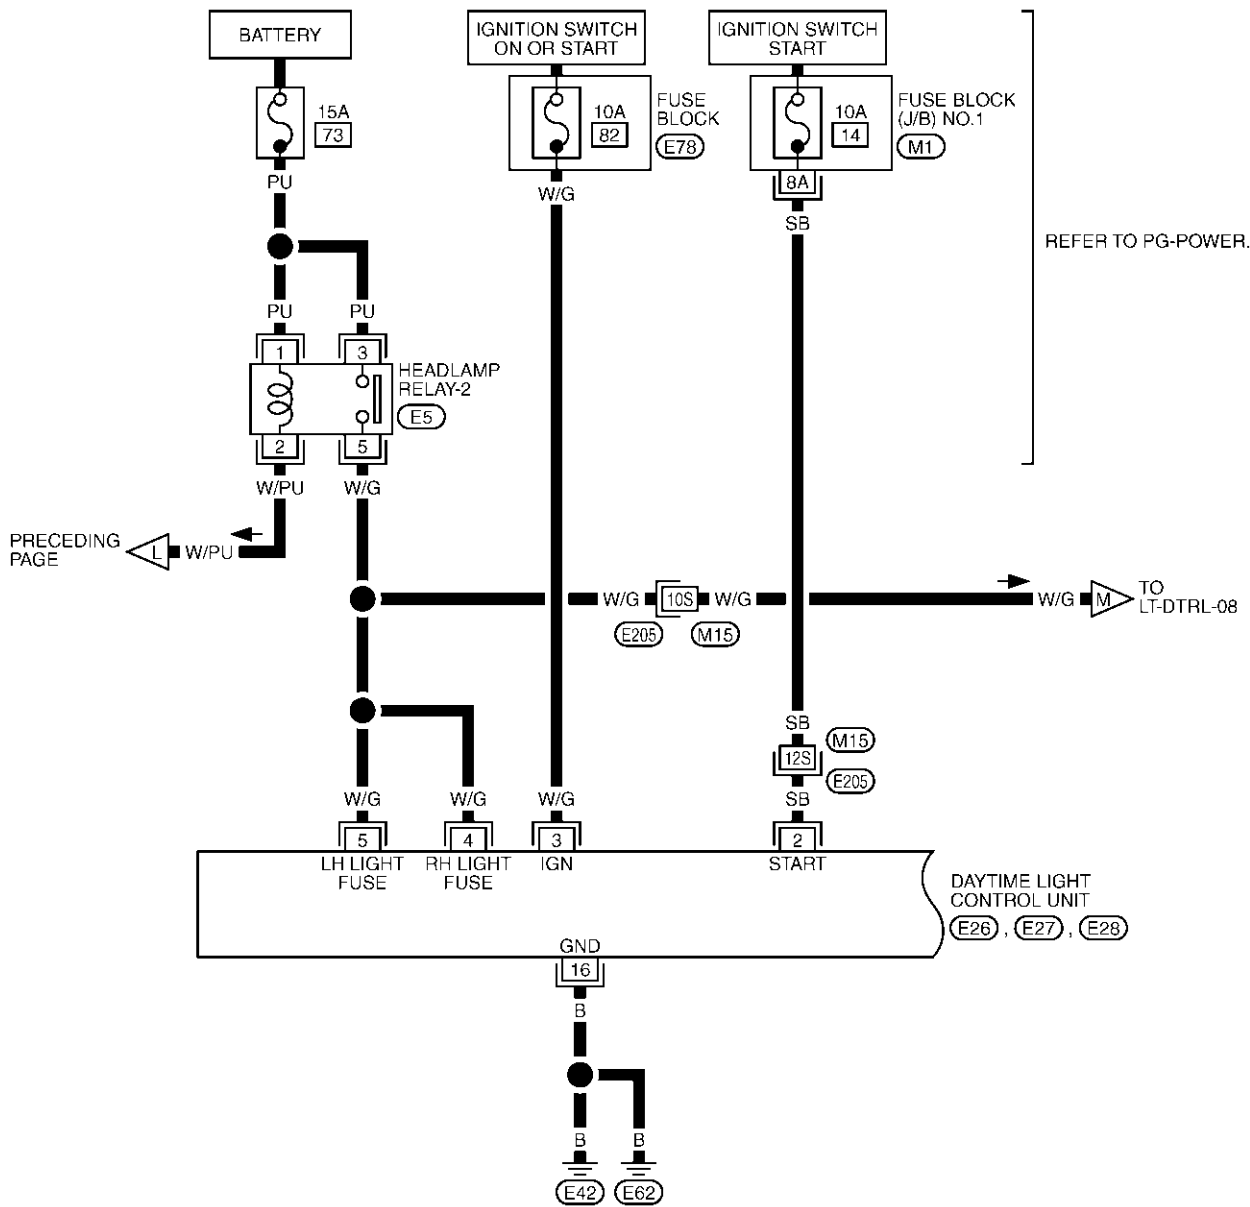 BATTERY
IGNITION SWITCH
ON OR START
IGNITION SWITCH
START
15A
73
10A
82
FUSE
BLOCK
E78
10A
14
FUSE BLOCK
(J/B) NO.1
M1
8A
PU
W/G
SB
REFER TO PG-POWER.
PU
PU
1
3
HEADLAMP
RELAY-2
E5
2
5
W/PU
W/G
PRECEDING
PAGE
L
W/PU
W/G
10S
W/G
E205
M15
W/G
M
TO
LT-DTRL-08
SB
M15
12S
E205
W/G
W/G
W/G
SB
5
4
3
2
LH LIGHT
FUSE
RH LIGHT
FUSE
IGN
START
DAYTIME LIGHT
CONTROL UNIT
E26 , E27 , E28
GND
16
B
B
B
E42
E62